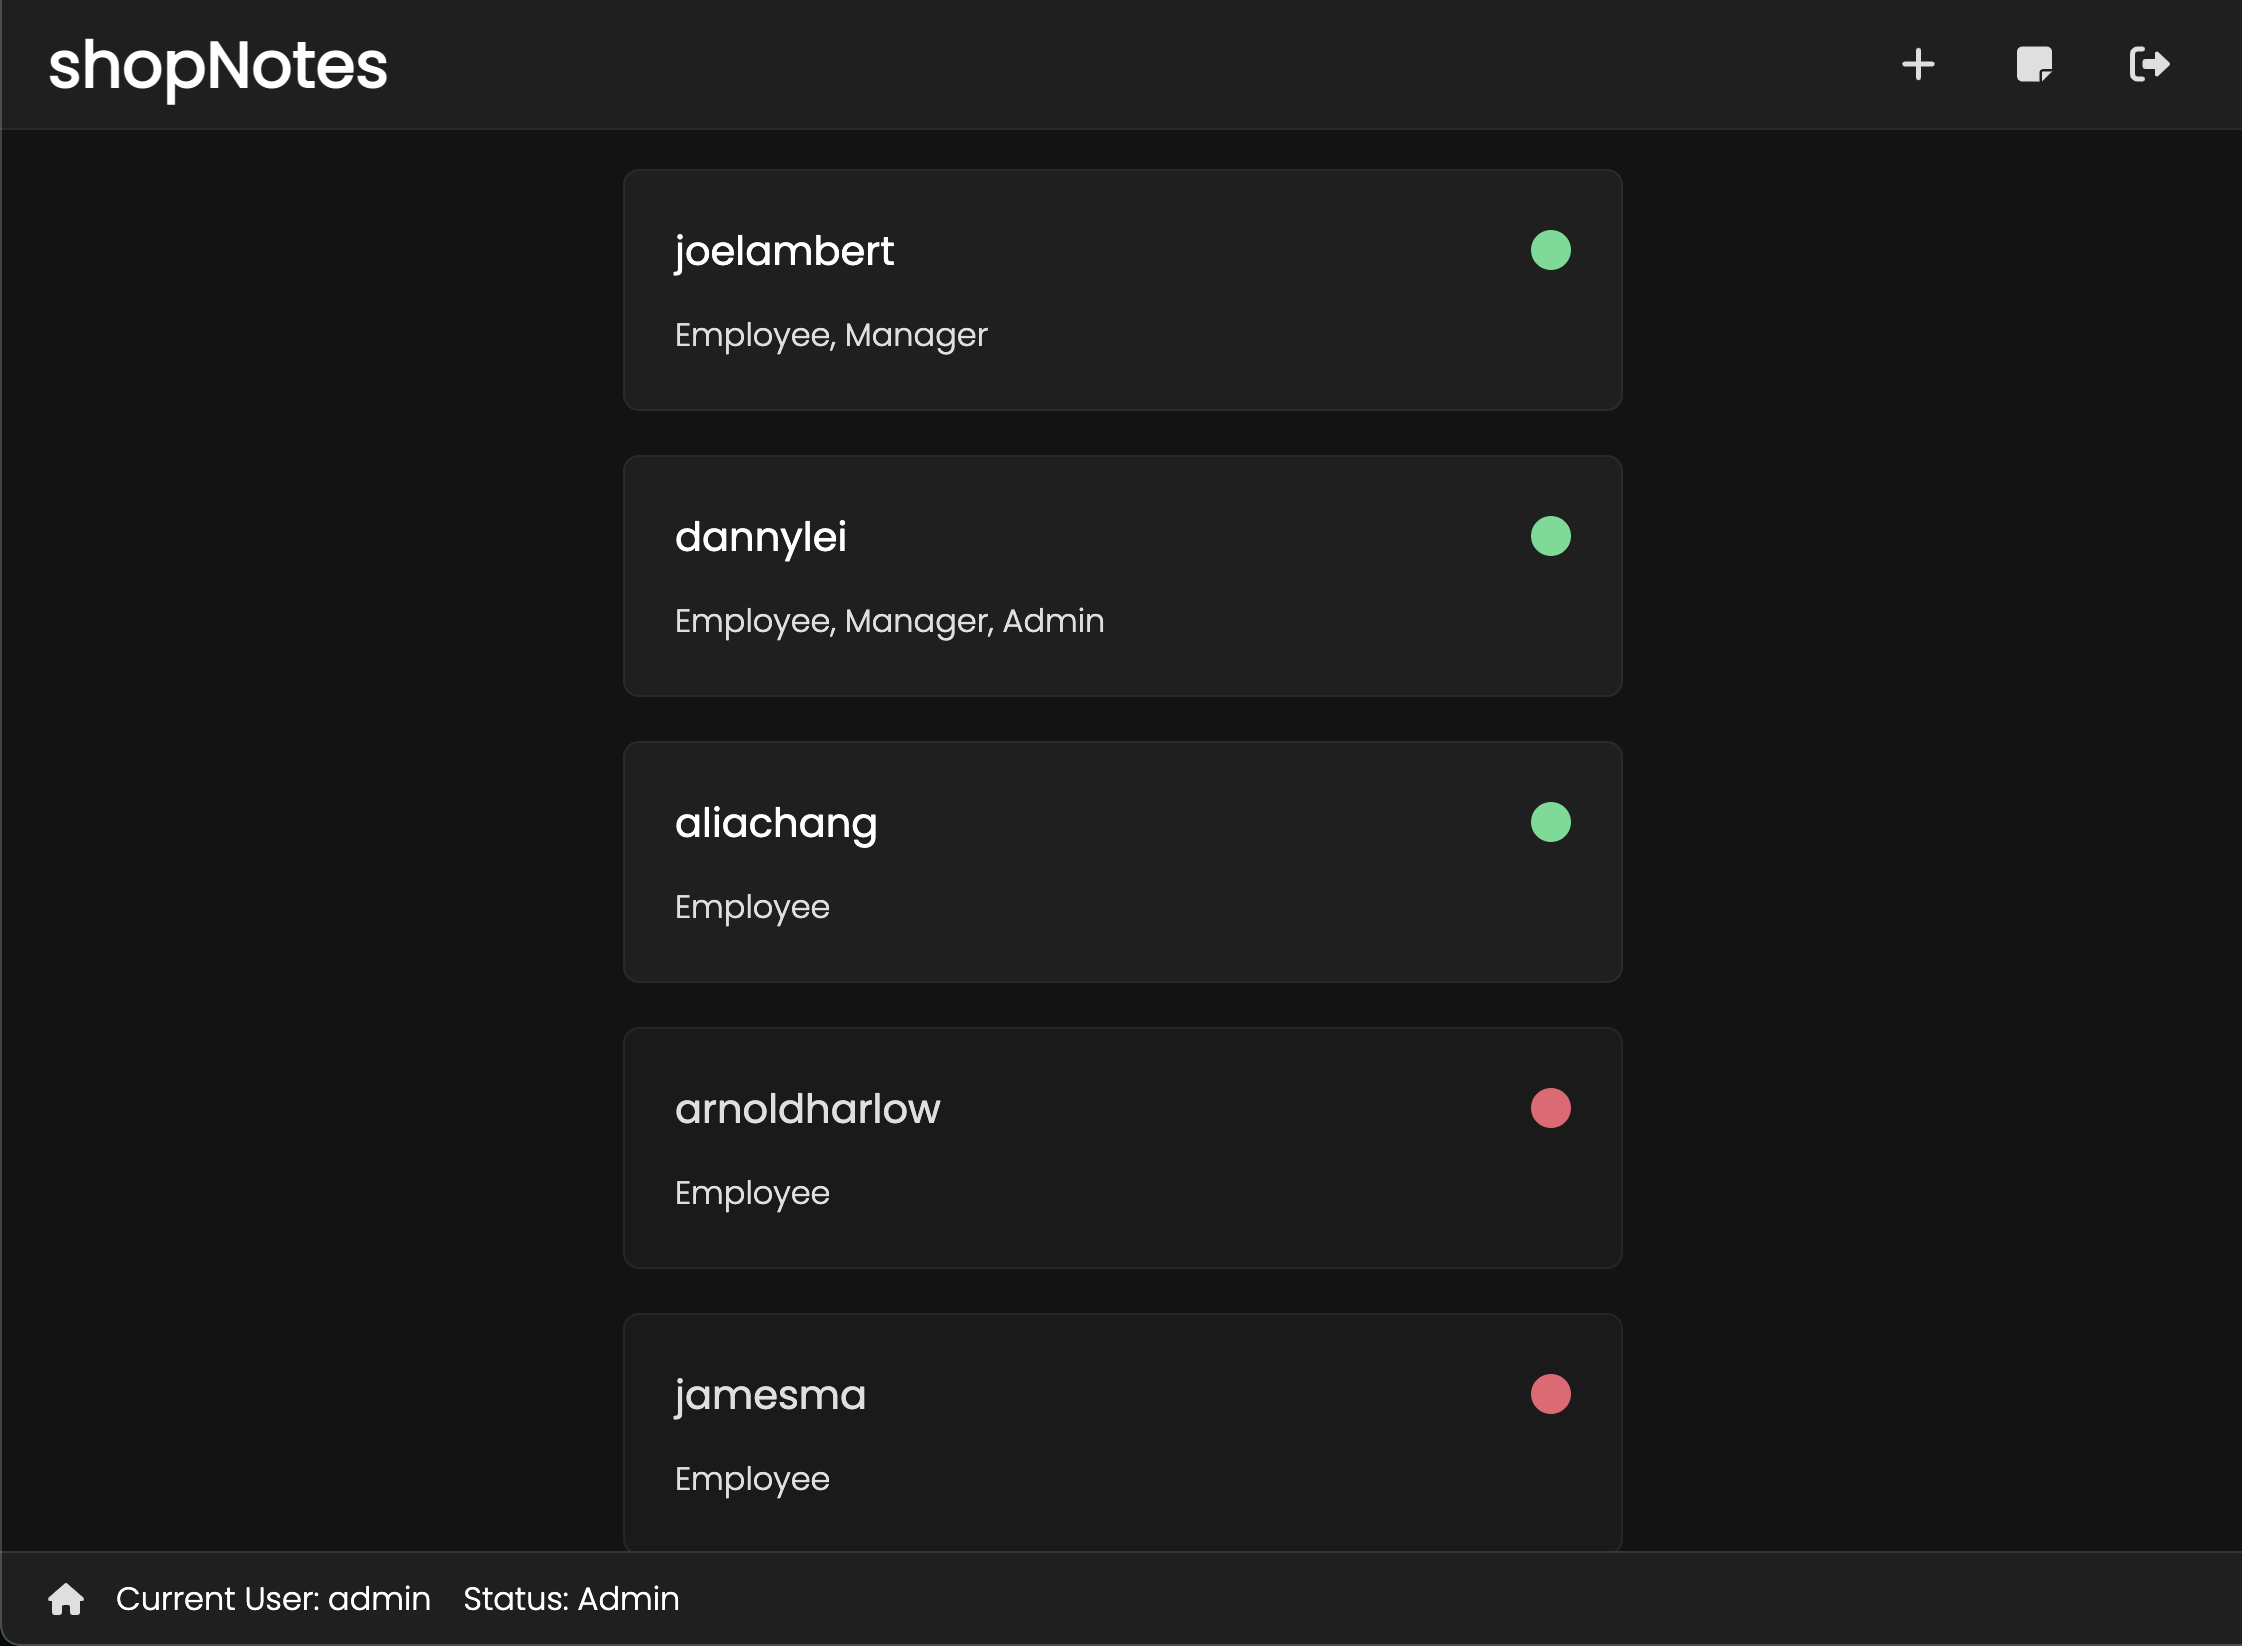 shopNotes
joelambert
Employee, Manager
dannylei
Employee, Manager, Admin
aliachang
Employee
arnoldharlow
Employee
jamesma
Employee
Current User: admin Status: Admin